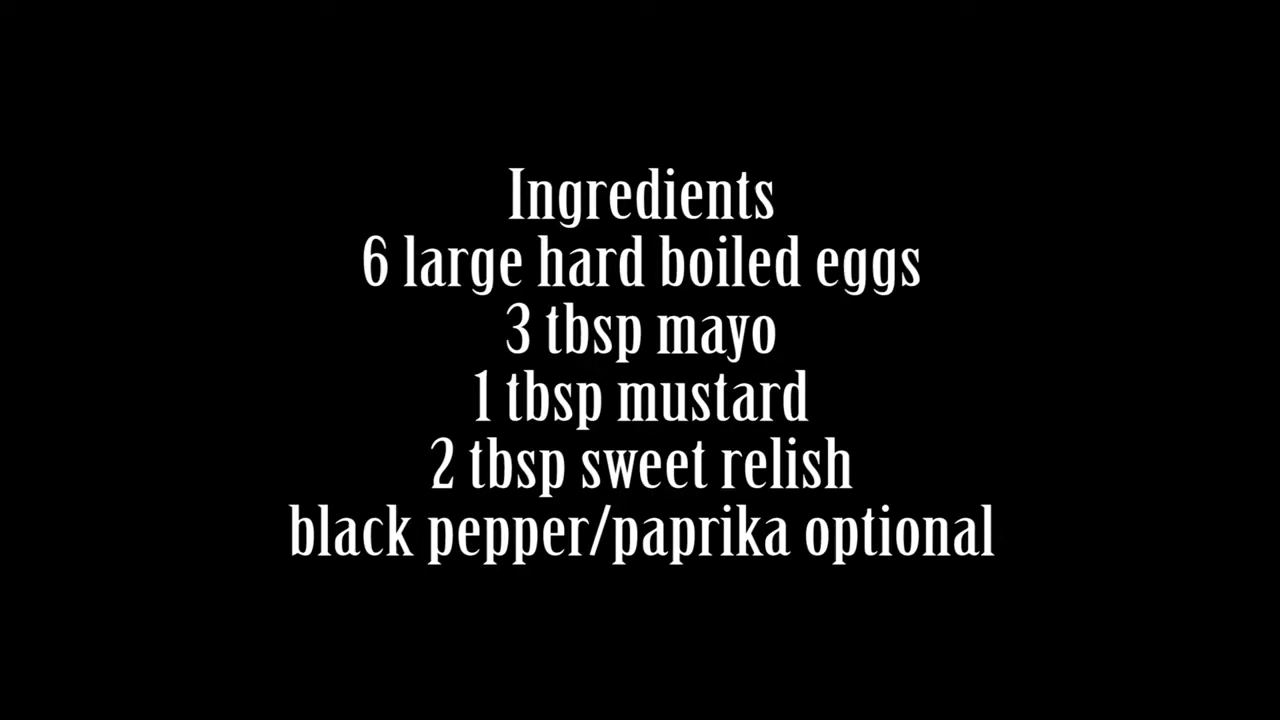 Ingredients
6 large hard boiled eggs
3 tbsp mayo
1 tbsp mustard
2 tbsp sweet relish
black pepper/paprika optional